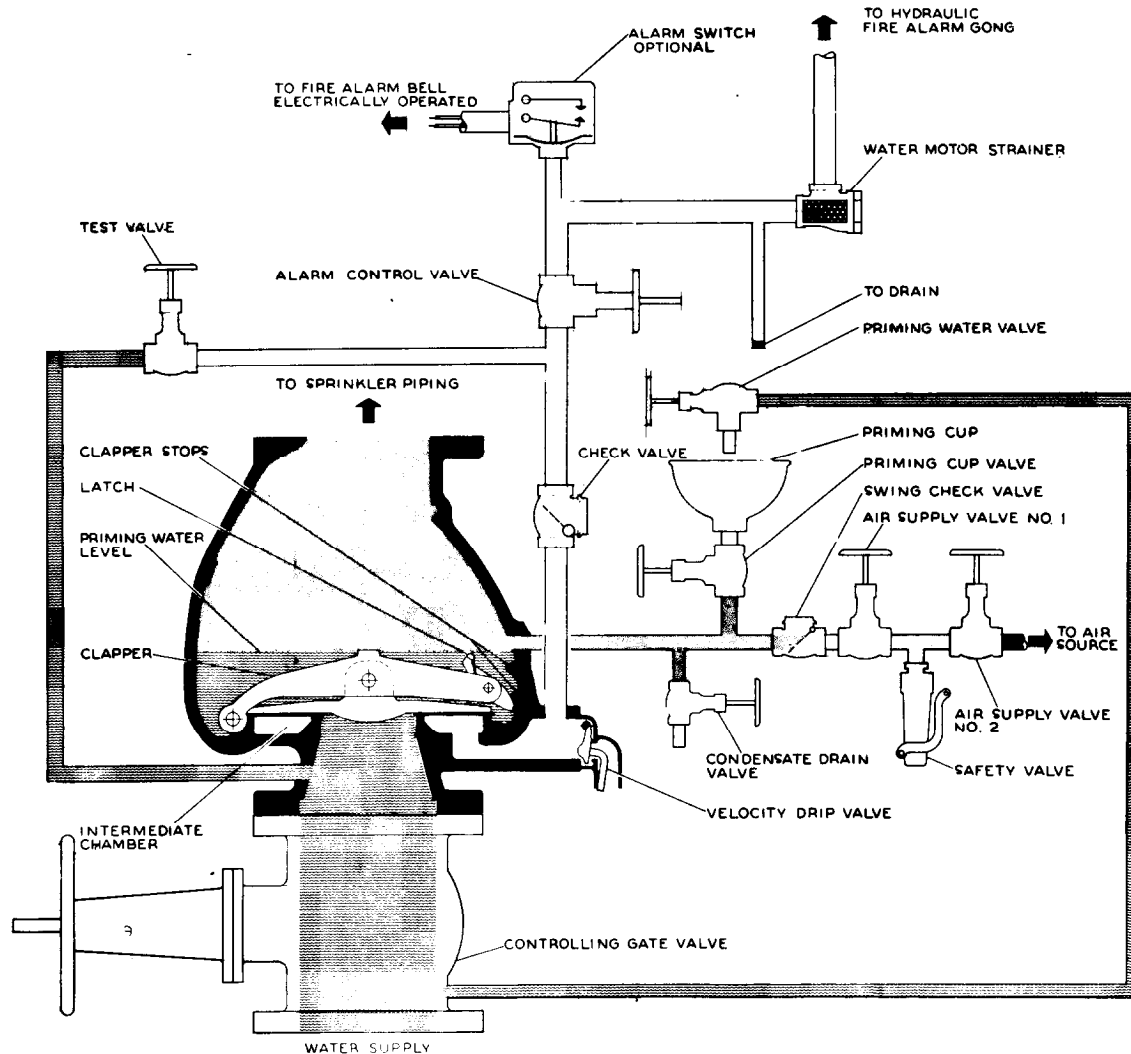 TO HYDRAULIC
FIRE ALARM GONG
ALARM SWITCH
OPTIONAL
TO FIRE ALARM BELL
ELECTRICALLY OPERATED
WATER MOTOR STRAINER
TEST VALVE
ALARM CONTROL VALVE
TO DRAIN
PRIMING WATER VALVE
TO SPRINKLER PIPING
CLAPPER STOPS
LATCH
PRIMING WATER
LEVEL
CLAPPER
CHECK VALVE
PRIMING CUP
PRIMING CUP VALVE
SWING CHECK VALVE
AIR SUPPLY VALVE NO. 1
TO AIR
SOURCE
AIR SUPPLY VALVE
NO. 2
SAFETY VALVE
CONDENSATE DRAIN
VALVE
VELOCITY DRIP VALVE
INTERMEDIATE
CHAMBER
CONTROLLING GATE VALVE
WATER SUPPLY